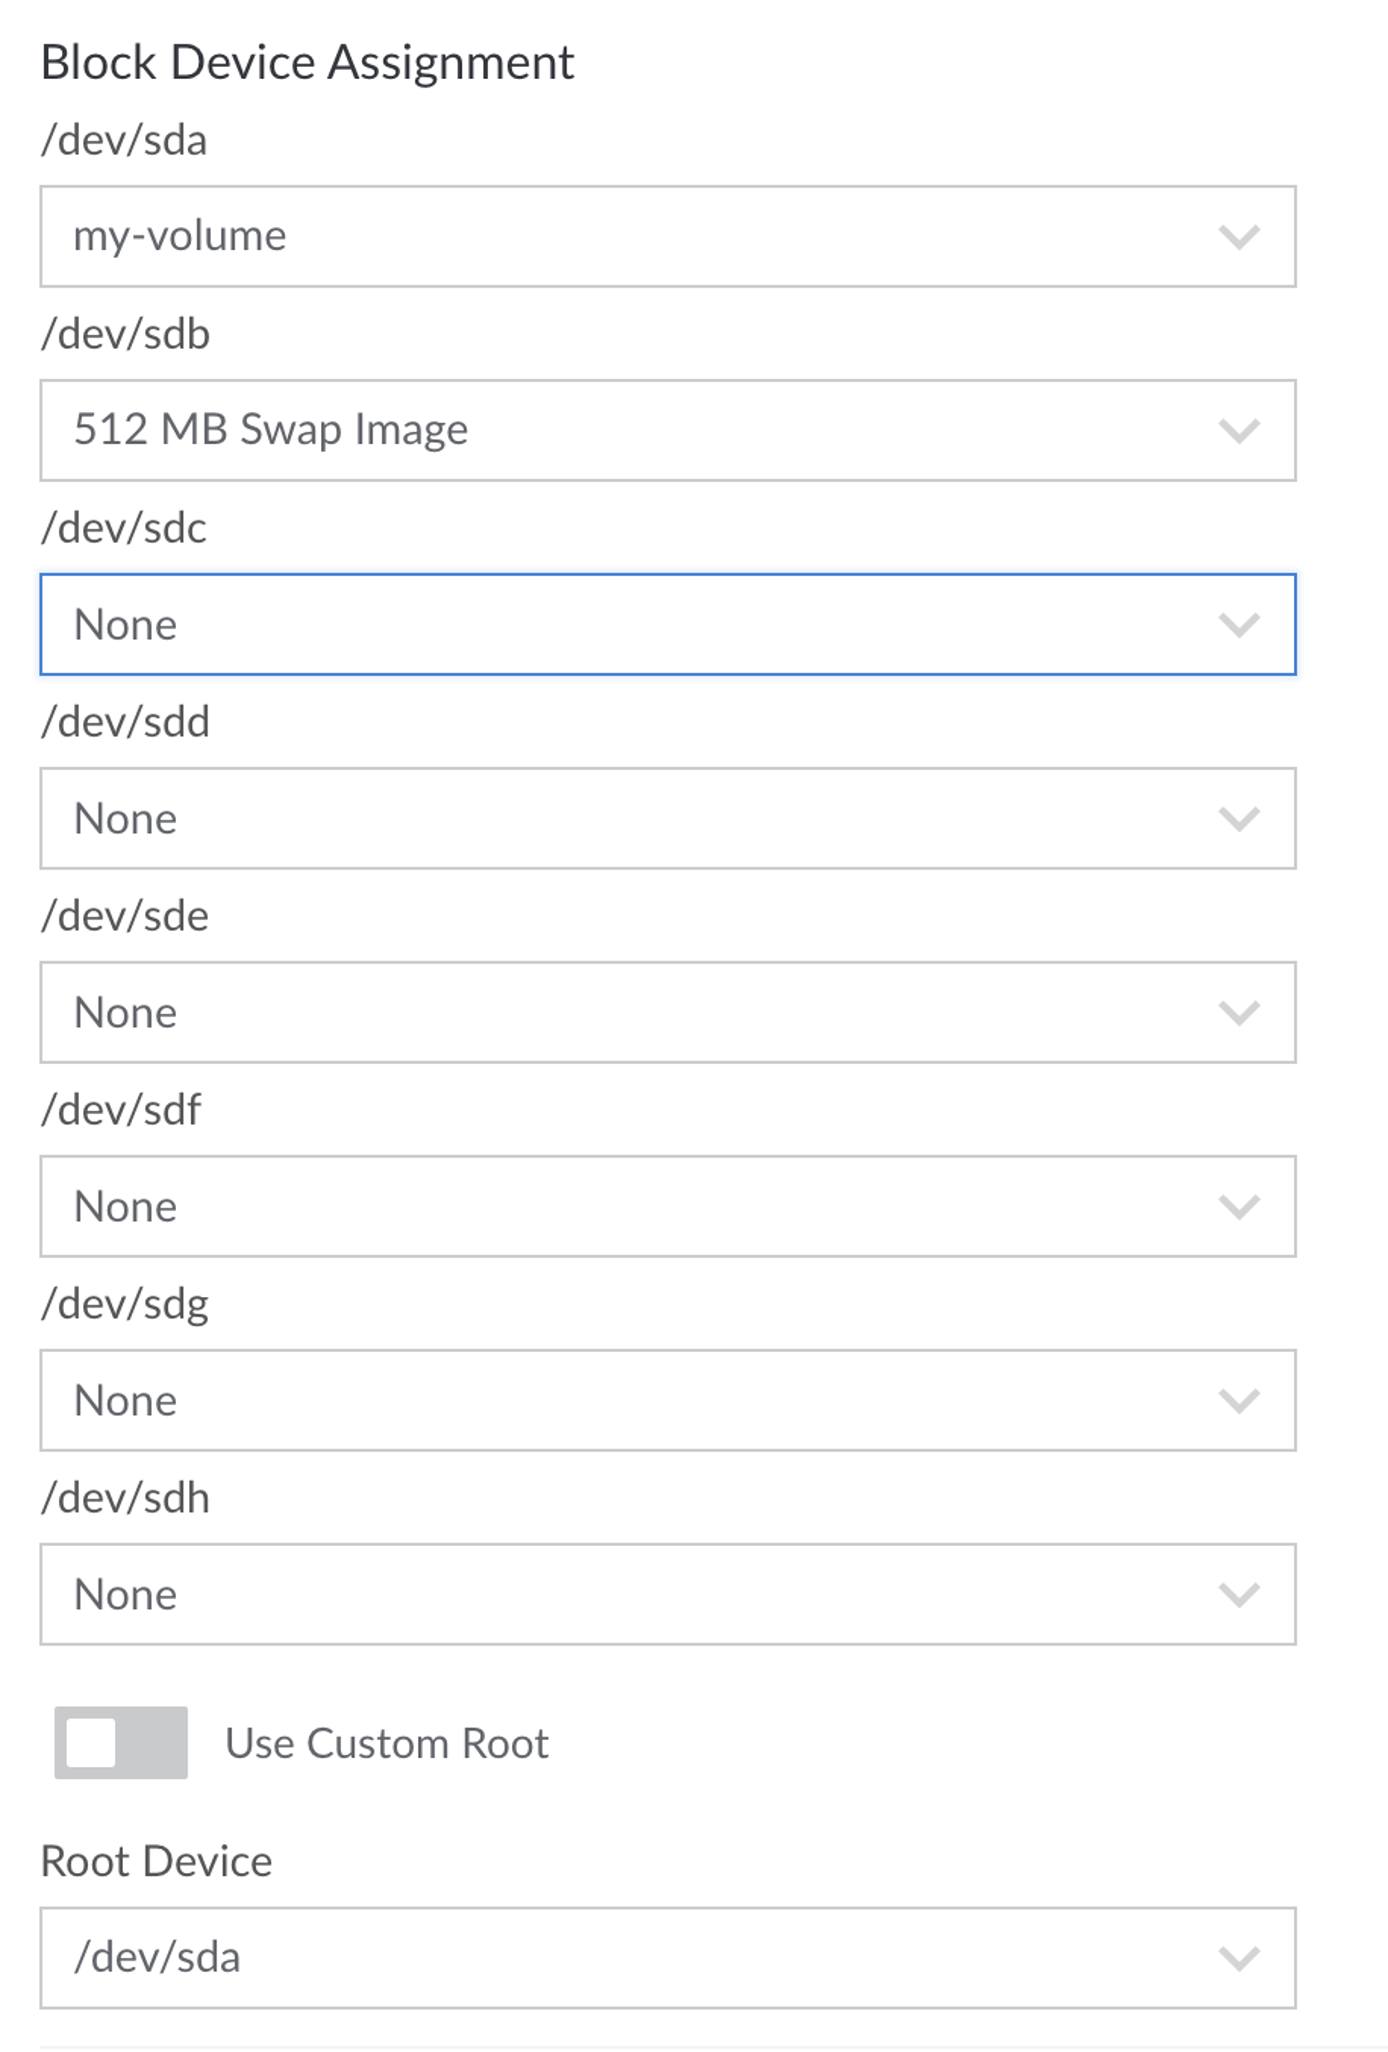 Block Device Assignment
/dev/sda
my-volume
/dev/sdb
512 MB Swap Image
/dev/sdc
None
/dev/sdd
None
/dev/sde
None
/dev/sdf
None
/dev/sdg
None
/dev/sdh
None
Use Custom Root
Root Device
/dev/sda